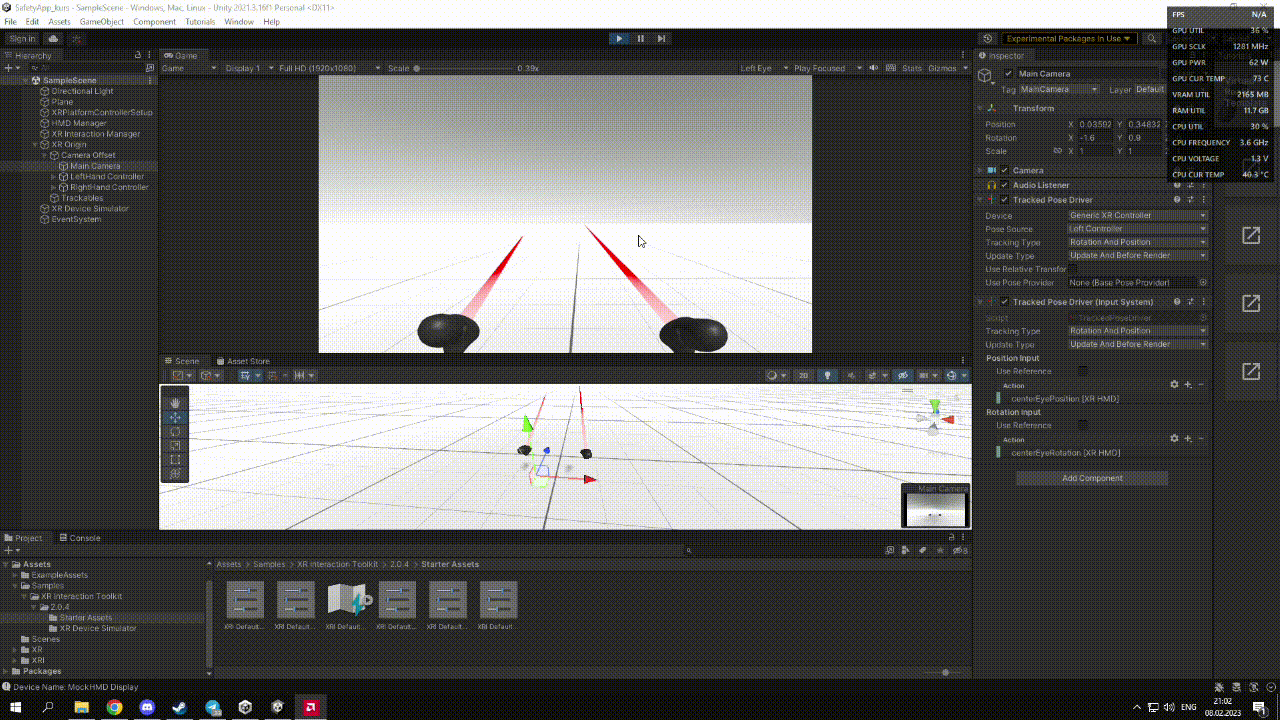 SafetyApp_kurs - SampleScene - Windows, Mac, Linux - Unity 2021.3.16f1 Personal <DX11>
File Edit Assets GameObject Component Tutorials Window Help
Sign in
Experimental Packages In Use
FPS N/A
GPU UTIL 36 %
GPU SCLK 1281 MHz
GPU PWR 62 W
GPU CUR TEMP 73 C
VRAM UTIL 2165 MB
RAM UTIL 11.7 GB
CPU UTIL 30 %
CPU FREQUENCY 3.6 GHz
CPU VOLTAGE 1.3 V
CPU CUR TEMP 40.3 °C
Hierarchy
All
SampleScene
Directional Light
Plane
XRPlatformControllerSetup
HMD Manager
XR Interaction Manager
XR Origin
Camera Offset
Main Camera
LeftHand Controller
RightHand Controller
Trackables
XR Device Simulator
EventSystem
Game
Game Display 1 Full HD (1920x1080) Scale 0.39x Left Eye Play Focused Stats Gizmos
Scene Asset Store
2D
Main Camera
Inspector
Main Camera
Tag MainCamera Layer Default
Transform
Position X 0.03592 Y 0.34832
Rotation X -1.6 Y 0.9
Scale X 1 Y 1
Camera
Audio Listener
Tracked Pose Driver
Device Generic XR Controller
Pose Source Left Controller
Tracking Type Rotation And Position
Update Type Update And Before Render
Use Relative Transfor
Use Pose Provider None (Base Pose Provider)
Tracked Pose Driver (Input System)
Script TrackedPoseDriver
Tracking Type Rotation And Position
Update Type Update And Before Render
Position Input
Use Reference
Action
centerEyePosition [XR HMD]
Rotation Input
Use Reference
Action
centerEyeRotation [XR HMD]
Add Component
Project Console
8
Assets
ExampleAssets
Samples
XR Interaction Toolkit
2.0.4
Starter Assets
XR Device Simulator
Scenes
XR
XRI
Packages
Assets > Samples > XR Interaction Toolkit > 2.0.4 > Starter Assets
XRI Default... XRI Default... XRI Default... XRI Default... XRI Default... XRI Default...
Device Name: MockHMD Display
ENG
21:02
08.02.2023
1